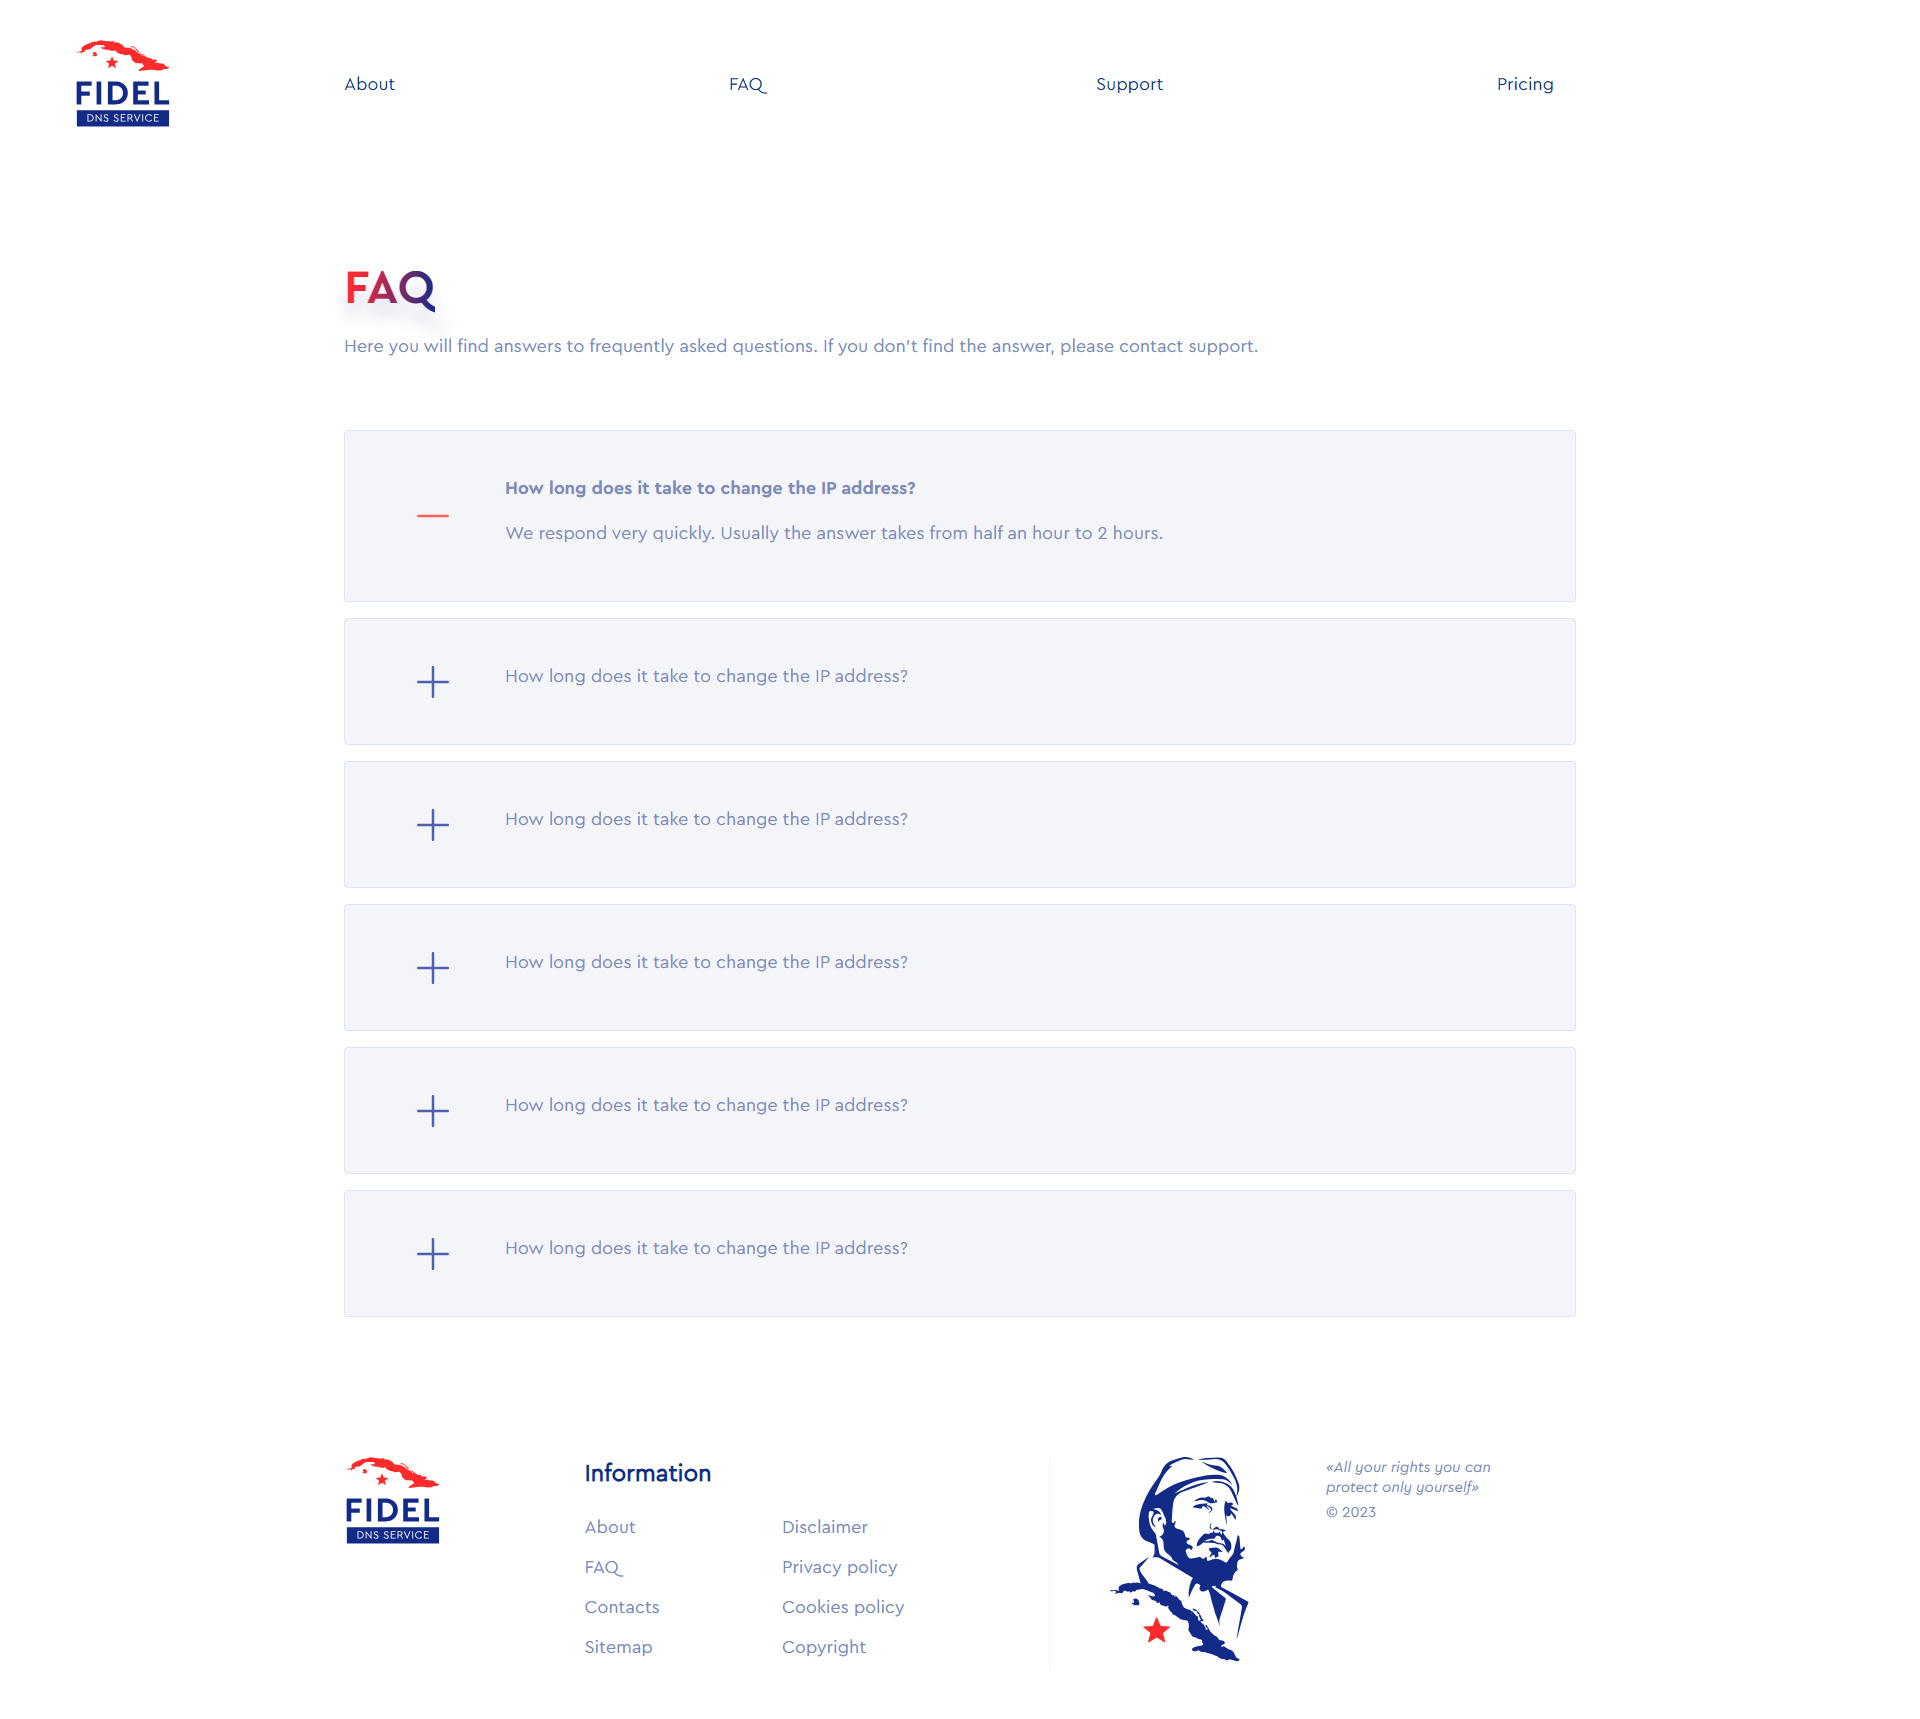 FIDEL
DNS SERVICE
About
FAQ
Support
Pricing
FAQ
Here you will find answers to frequently asked questions. If you don't find the answer, please contact support.
How long does it take to change the IP address?
We respond very quickly. Usually the answer takes from half an hour to 2 hours.
How long does it take to change the IP address?
How long does it take to change the IP address?
How long does it take to change the IP address?
How long does it take to change the IP address?
How long does it take to change the IP address?
FIDEL
DNS SERVICE
Information
About
FAQ
Contacts
Sitemap
Disclaimer
Privacy policy
Cookies policy
Copyright
«All your rights you can
protect only yourself»
© 2023